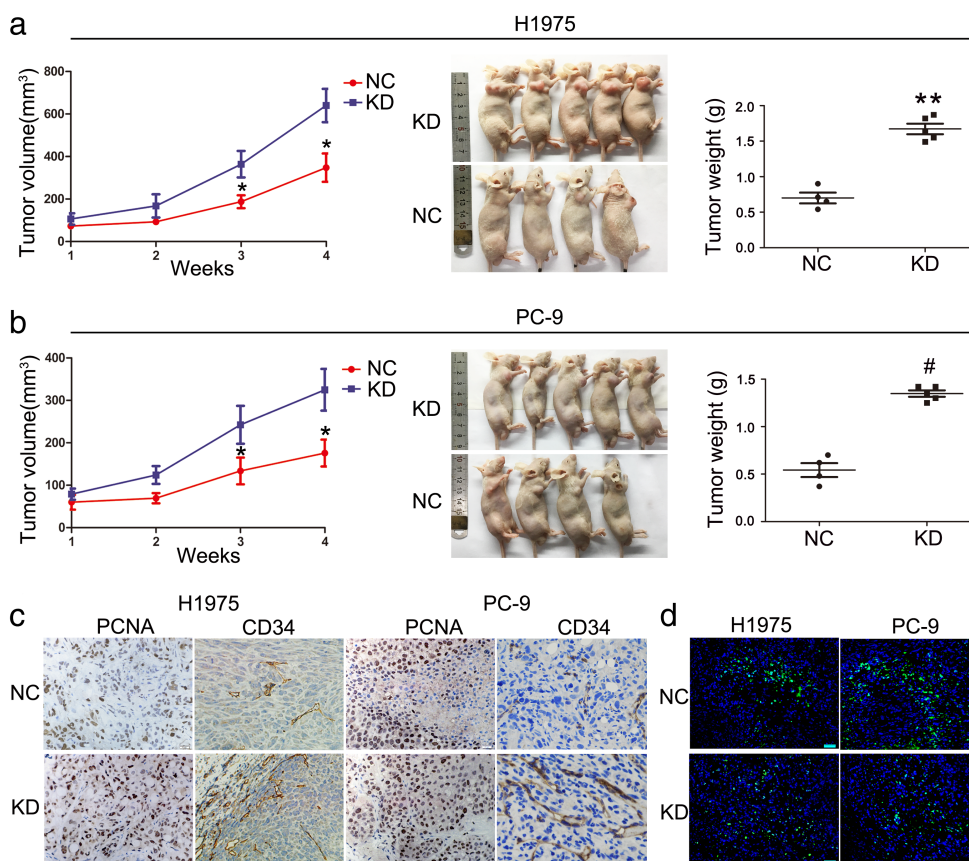 a
H1975
Tumor volume(mm³)
800
600
400
200
0
1 2 3 4
Weeks
NC
KD
*
*
KD
NC
Tumor weight (g)
2.0
1.5
1.0
0.5
0.0
**
NC KD
b
PC-9
Tumor volume(mm³)
400
300
200
100
0
1 2 3 4
Weeks
NC
KD
*
*
KD
NC
Tumor weight (g)
1.5
1.0
0.5
0.0
#
NC KD
c
H1975 PC-9
PCNA CD34 PCNA CD34
NC
KD
d
H1975 PC-9
NC
KD